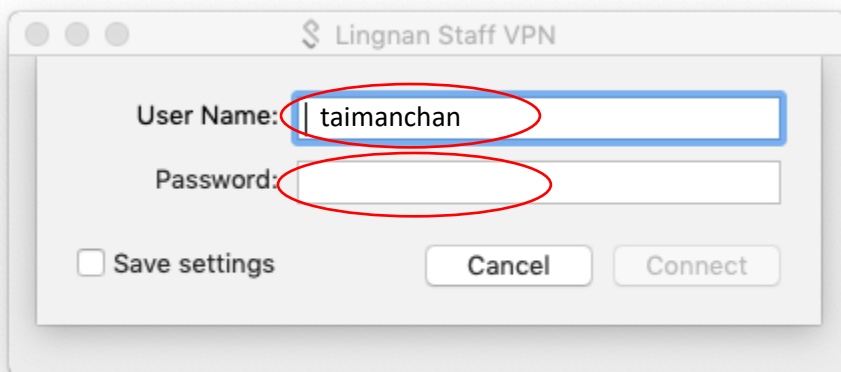 Lingnan Staff VPN
User Name: taimanchan
Password:
Save settings Cancel Connect